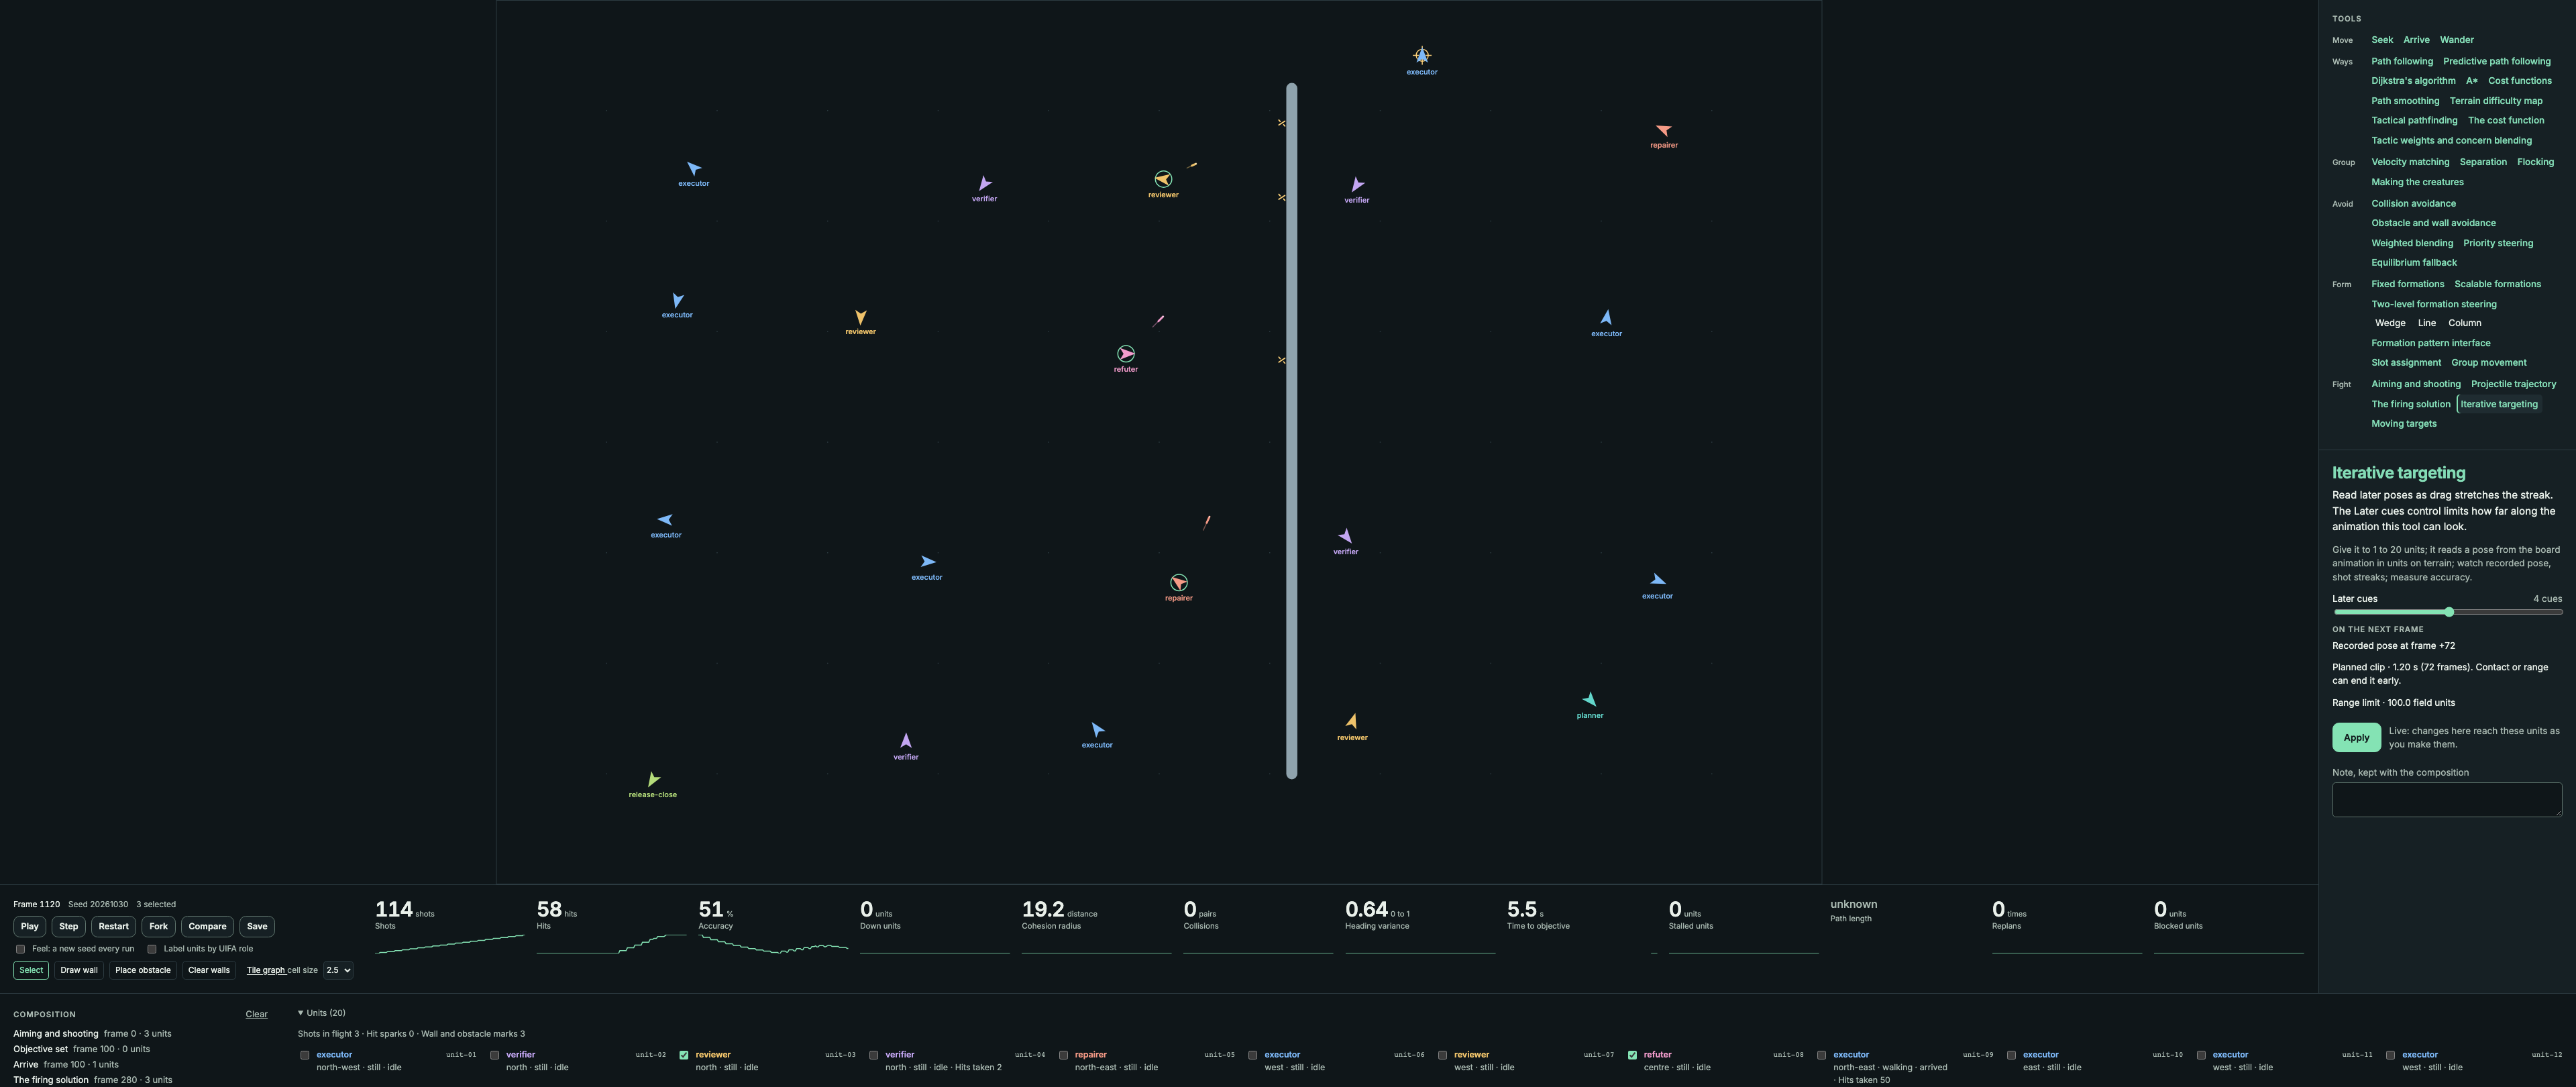 executor
repairer
executor
verifier
reviewer
verifier
executor
reviewer
executor
refuter
executor
verifier
executor
executor
repairer
planner
reviewer
executor
verifier
release-close
TOOLS
Move Seek Arrive Wander
Ways Path following Predictive path following
Dijkstra's algorithm A* Cost functions
Path smoothing Terrain difficulty map
Tactical pathfinding The cost function
Tactic weights and concern blending
Group Velocity matching Separation Flocking
Making the creatures
Avoid Collision avoidance
Obstacle and wall avoidance
Weighted blending Priority steering
Equilibrium fallback
Form Fixed formations Scalable formations
Two-level formation steering
Wedge Line Column
Formation pattern interface
Slot assignment Group movement
Fight Aiming and shooting Projectile trajectory
The firing solution Iterative targeting
Moving targets
Iterative targeting
Read later poses as drag stretches the streak.
The Later cues control limits how far along the
animation this tool can look.
Give it to 1 to 20 units; it reads a pose from the board
animation in units on terrain; watch recorded pose,
shot streaks; measure accuracy.
Later cues 4 cues
ON THE NEXT FRAME
Recorded pose at frame +72
Planned clip · 1.20 s (72 frames). Contact or range
can end it early.
Range limit · 100.0 field units
Apply Live: changes here reach these units as
you make them.
Note, kept with the composition
Frame 1120 Seed 20261030 3 selected
Play Step Restart Fork Compare Save
Feel: a new seed every run Label units by UIFA role
Select Draw wall Place obstacle Clear walls Tile graph cell size 2.5
114 shots
Shots
58 hits
Hits
51 %
Accuracy
0 units
Down units
19.2 distance
Cohesion radius
0 pairs
Collisions
0.64 0 to 1
Heading variance
5.5 s
Time to objective
0 units
Stalled units
unknown
Path length
0 times
Replans
0 units
Blocked units
COMPOSITION Clear
Aiming and shooting frame 0 · 3 units
Objective set frame 100 · 0 units
Arrive frame 100 · 1 units
The firing solution frame 280 · 3 units
▼ Units (20)
Shots in flight 3 · Hit sparks 0 · Wall and obstacle marks 3
executor unit-01
north-west · still · idle
verifier unit-02
north · still · idle
reviewer unit-03
north · still · idle
verifier unit-04
north · still · idle · Hits taken 2
repairer unit-05
north-east · still · idle
executor unit-06
west · still · idle
reviewer unit-07
west · still · idle
refuter unit-08
centre · still · idle
executor unit-09
north-east · walking · arrived
· Hits taken 50
executor unit-10
east · still · idle
executor unit-11
west · still · idle
executor unit-12
west · still · idle